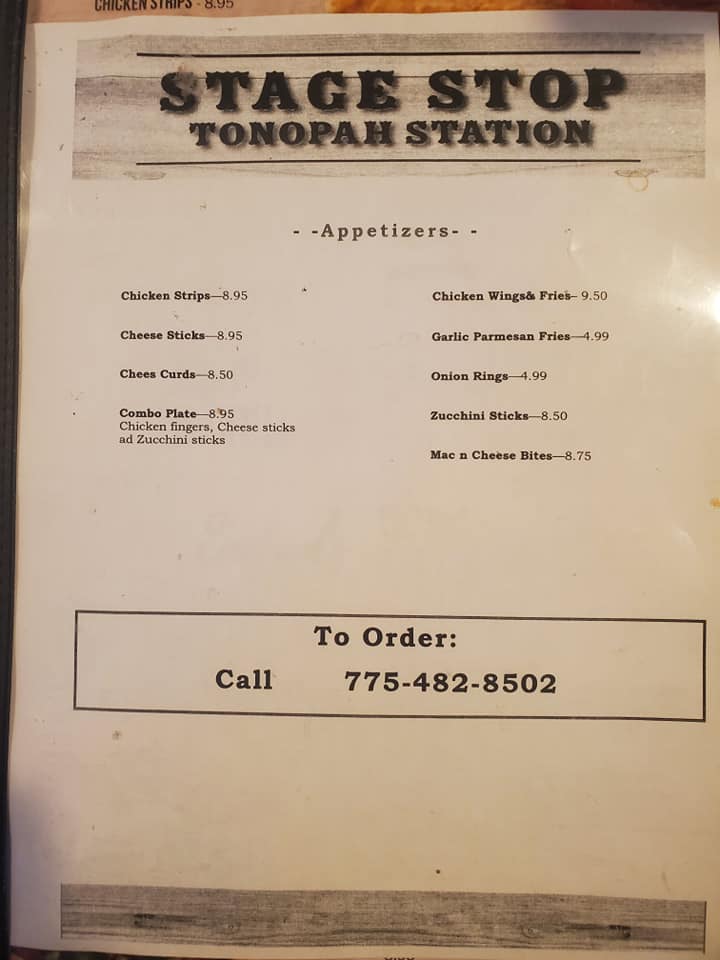 CHICKEN STRIPS - 8.95
STAGE STOP
TONOPAH STATION
- -Appetizers- -
Chicken Strips—8.95
Cheese Sticks—8.95
Chees Curds—8.50
Combo Plate—8.95
Chicken fingers, Cheese sticks
ad Zucchini sticks
Chicken Wings& Fries– 9.50
Garlic Parmesan Fries—4.99
Onion Rings—4.99
Zucchini Sticks—8.50
Mac n Cheese Bites—8.75
To Order:
Call 775-482-8502